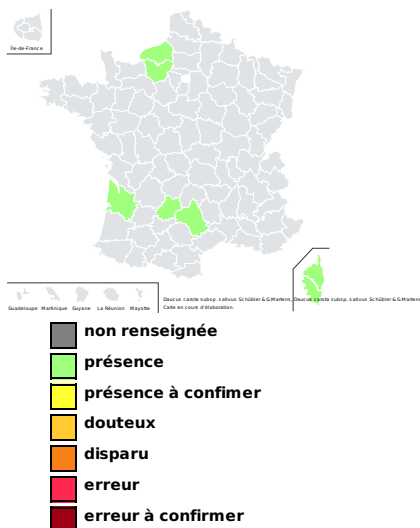 Île-de-France
Guadeloupe Martinique Guyane La Réunion Mayotte
Daucus carota subsp. sativus Schübler & G.Martens, Daucus carota subsp. sativus Schübler & G.Martens
Carte en cours d'élaboration.
non renseignée
présence
présence à confimer
douteux
disparu
erreur
erreur à confirmer